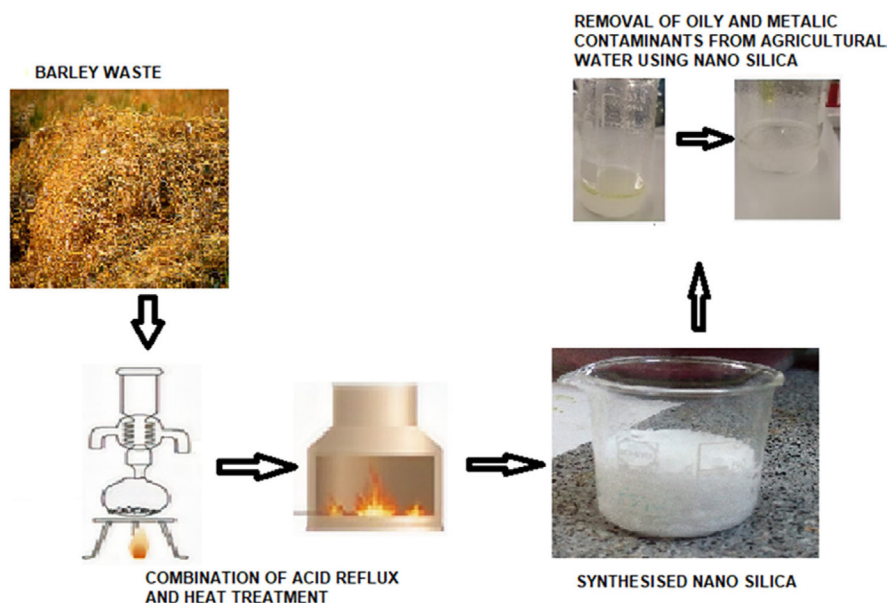 BARLEY WASTE
REMOVAL OF OILY AND METALIC
CONTAMINANTS FROM AGRICULTURAL
WATER USING NANO SILICA
COMBINATION OF ACID REFLUX
AND HEAT TREATMENT
SYNTHESISED NANO SILICA